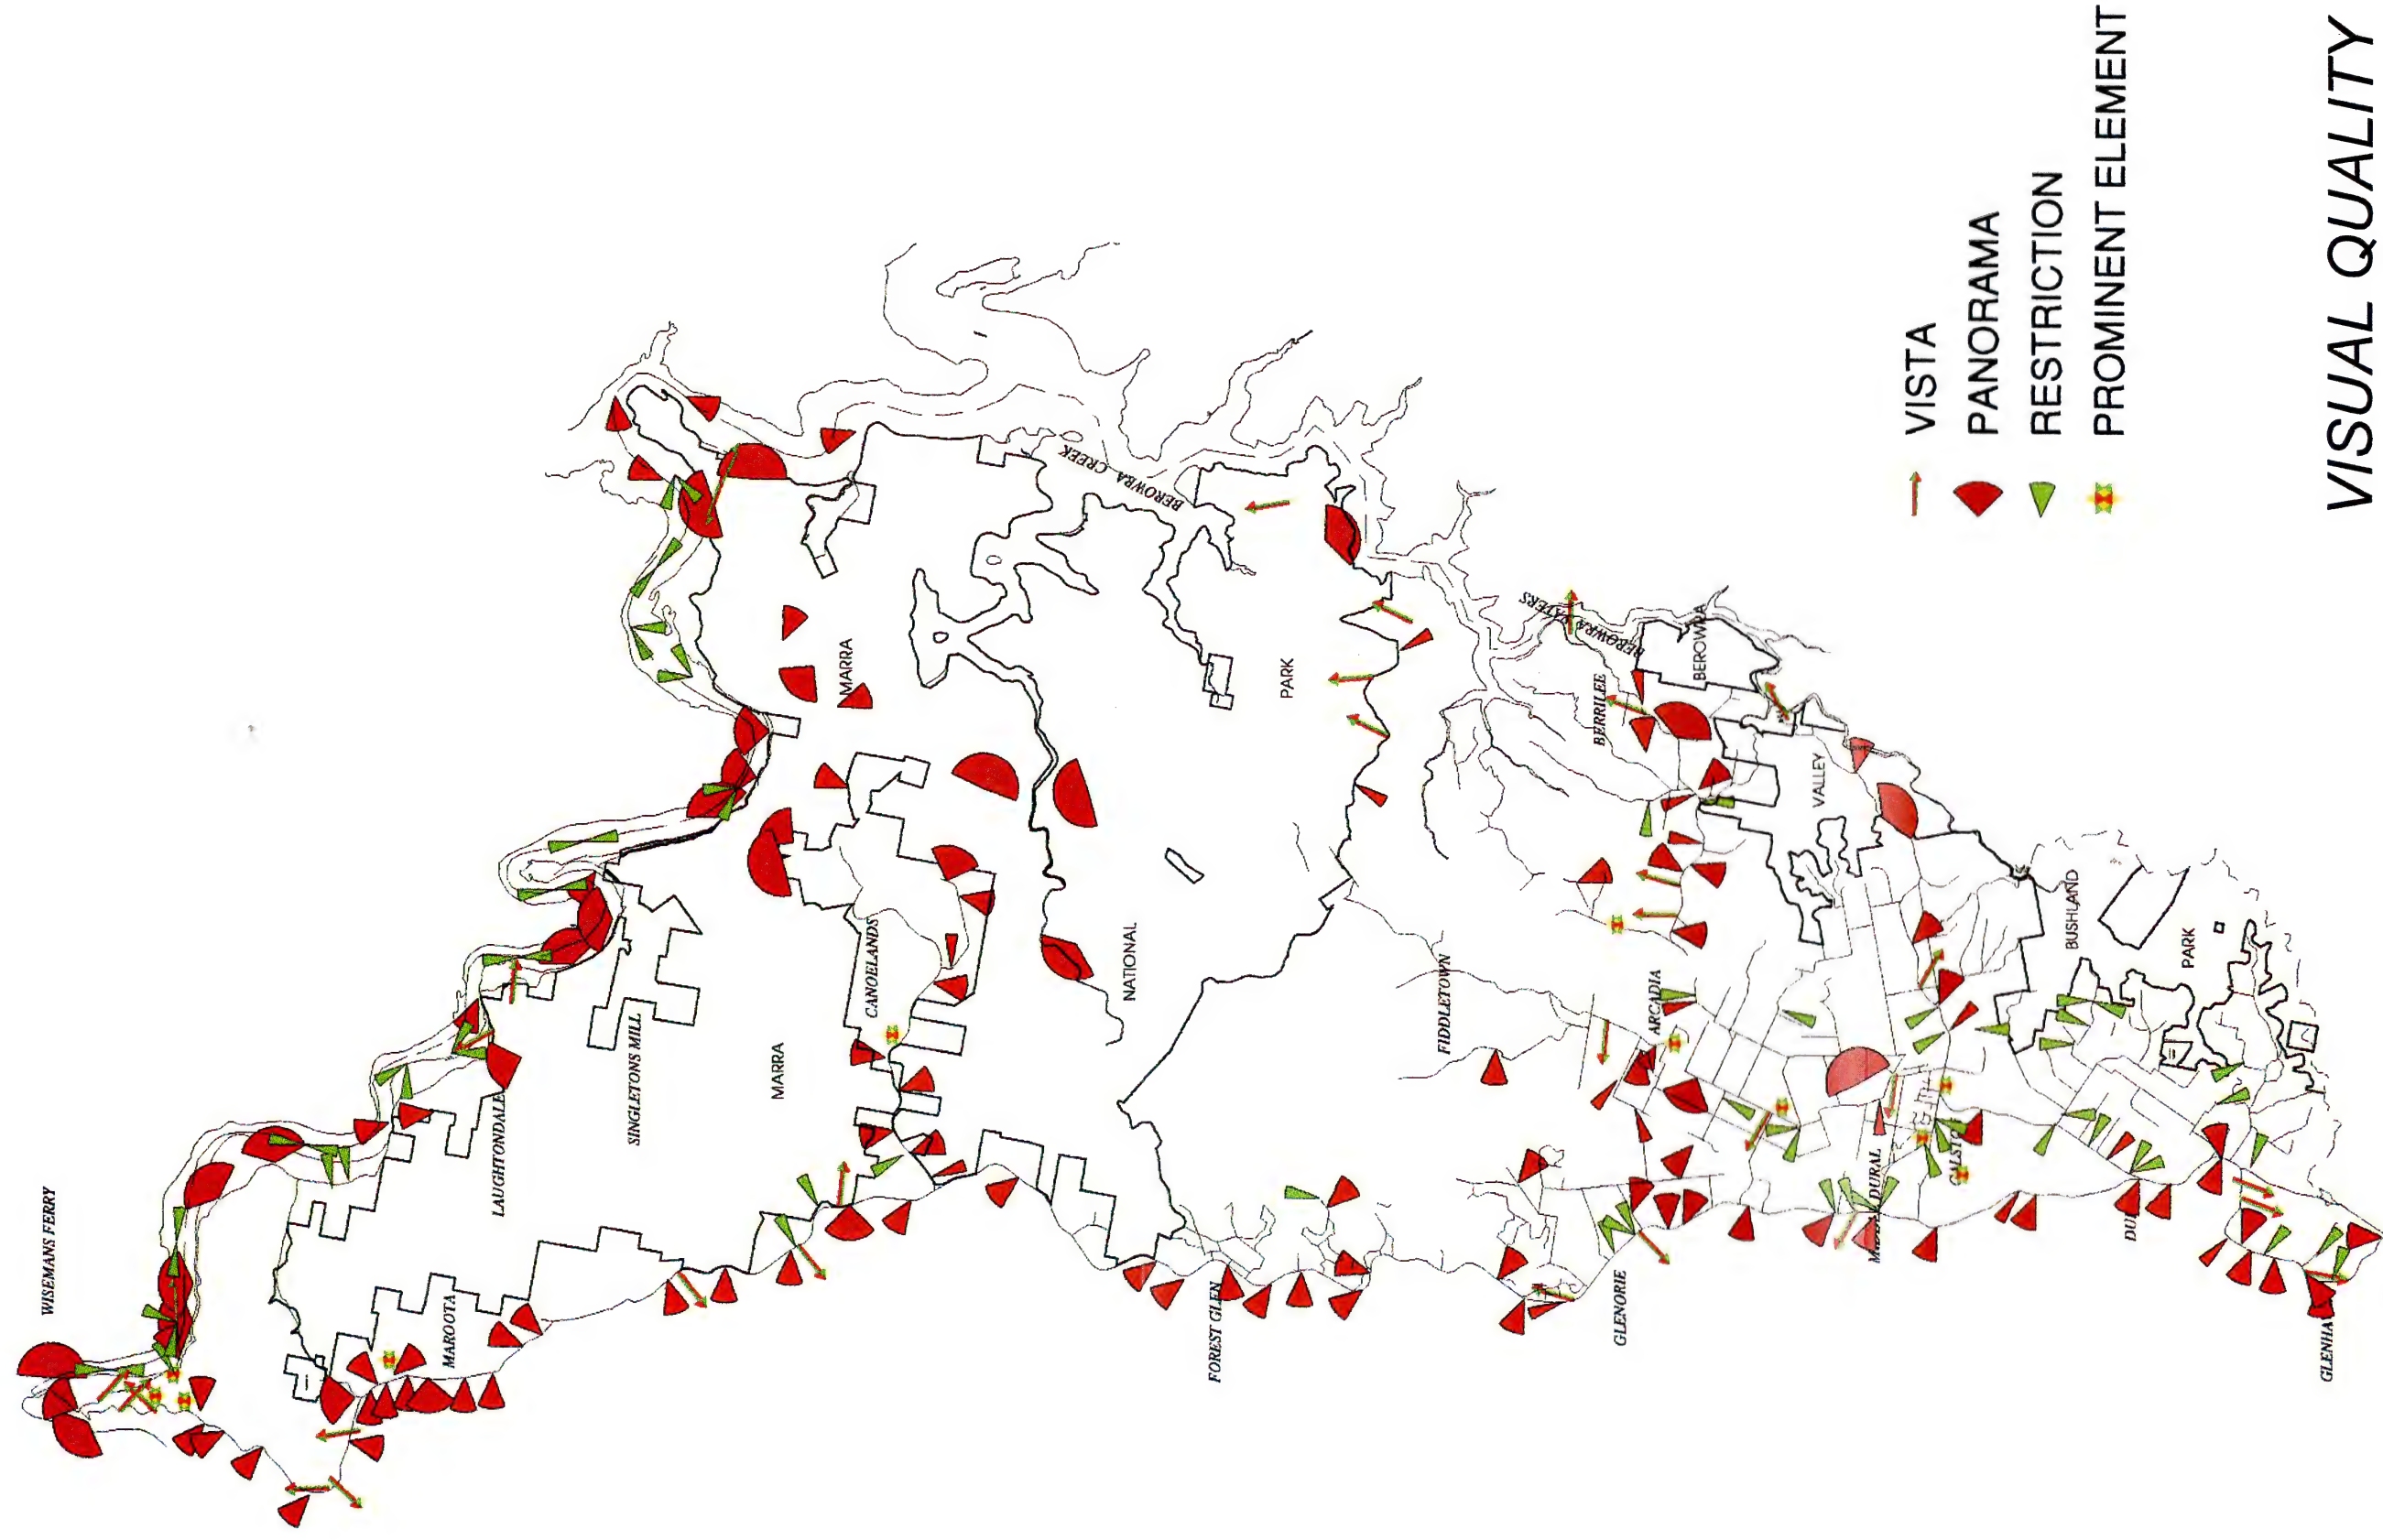 WISEMANS FERRY
MAROOTA
LAUGHTONDALE
SINGLETONS MILL
MARRA
MARRA
CANOELANDS
NATIONAL
PARK
BEROWRA CREEK
FOREST GLEN
FIDDLETOWN
BEROWRA WATERS
BERRILEE
BEROWRA
ARCADIA
GLENORIE
VALLEY
DURAL
BUSHLAND
PARK
VISTA
PANORAMA
RESTRICTION
PROMINENT ELEMENT
VISUAL QUALITY